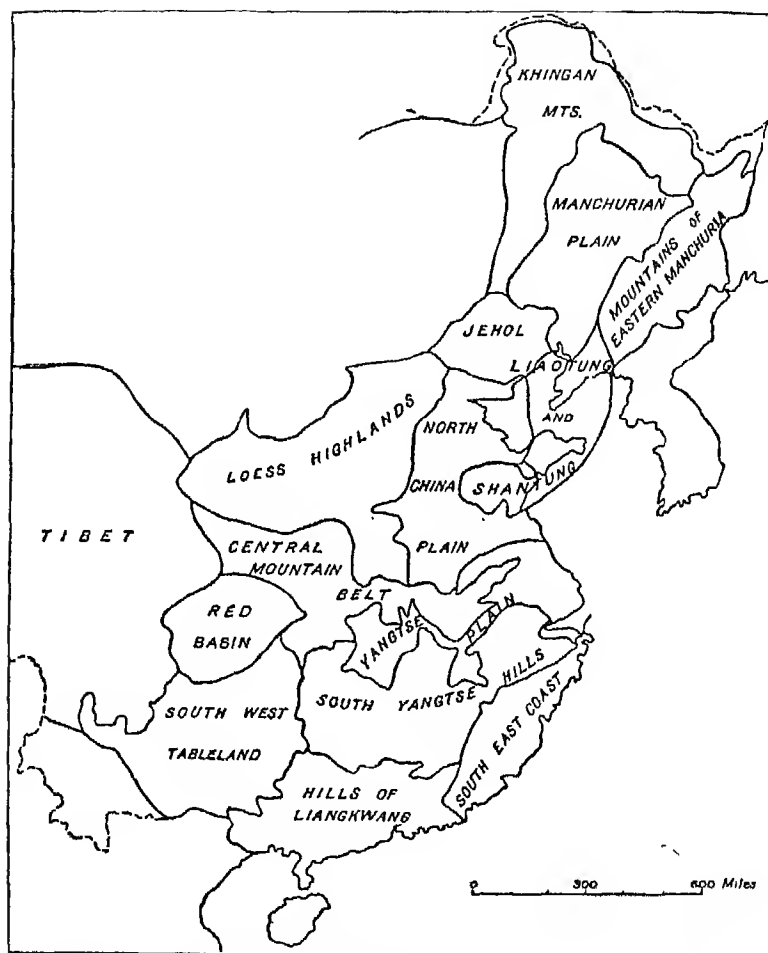 KHINGAN
MTS.
MANCHURIAN
PLAIN
MOUNTAINS OF
EASTERN MANCHURIA
JEHOL
LIAOTUNG
AND
SHANTUNG
LOESS HIGHLANDS
NORTH
CHINA
PLAIN
TIBET
CENTRAL
MOUNTAIN
BELT
RED
BASIN
YANGTSE PLAIN
SOUTH YANGTSE HILLS
SOUTH WEST
TABLELAND
SOUTH EAST COAST
HILLS OF
LIANGKWANG
0 300 600 Miles